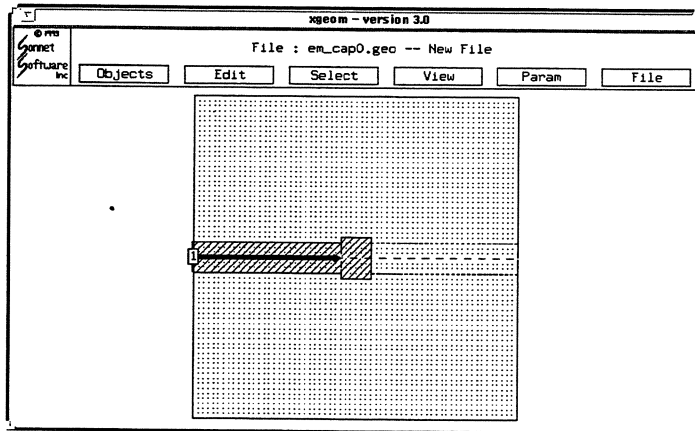 xgeom – version 3.0
© 1993
Sonnet
Software
Inc
File : em_cap0.geo -- New File
Objects Edit Select View Param File
1